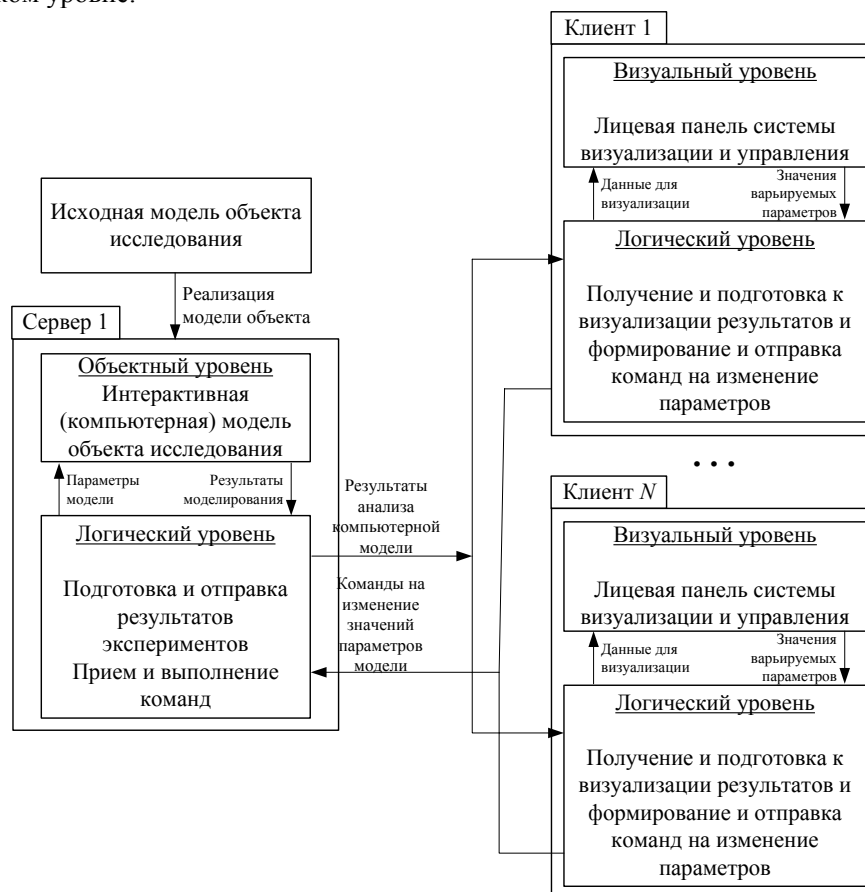 ком уровне.
Клиент 1
Визуальный уровень
Лицевая панель системы
визуализации и управления
Данные для
визуализации
Значения
варьируемых
параметров
Логический уровень
Получение и подготовка к
визуализации результатов и
формирование и отправка
команд на изменение
параметров
Исходная модель объекта
исследования
Реализация
модели объекта
Сервер 1
Объектный уровень
Интерактивная
(компьютерная) модель
объекта исследования
Параметры
модели
Результаты
моделирования
Логический уровень
Подготовка и отправка
результатов
экспериментов
Прием и выполнение
команд
Результаты
анализа
компьютерной
модели
Команды на
изменение
значений
параметров
модели
• • •
Клиент N
Визуальный уровень
Лицевая панель системы
визуализации и управления
Данные для
визуализации
Значения
варьируемых
параметров
Логический уровень
Получение и подготовка к
визуализации результатов и
формирование и отправка
команд на изменение
параметров